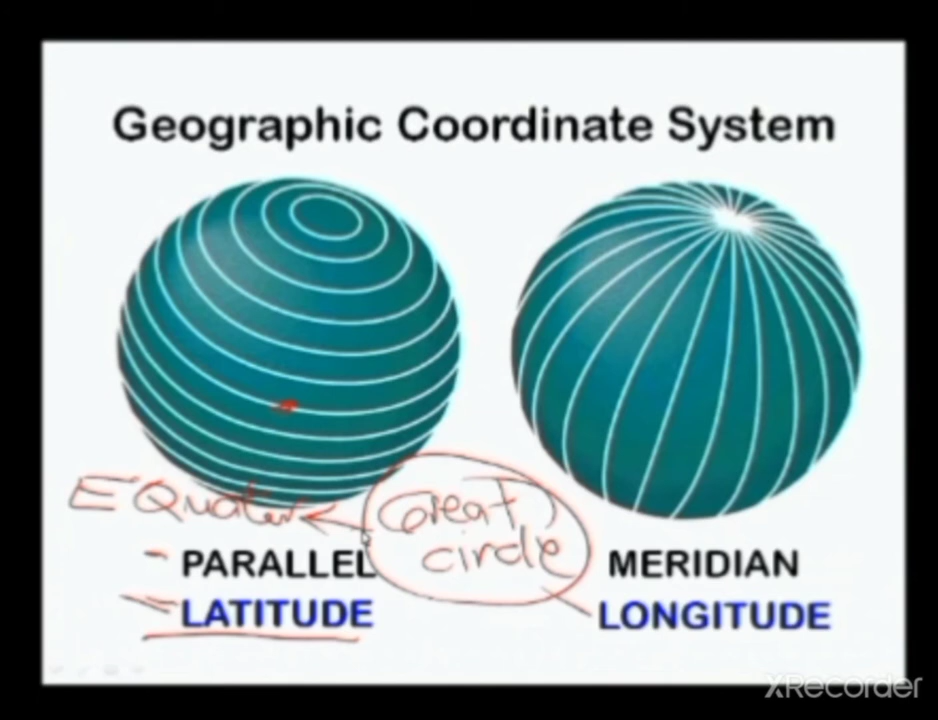 Geographic Coordinate System
EQuator
Great
circle
PARALLEL
MERIDIAN
LATITUDE
LONGITUDE
XRecorder